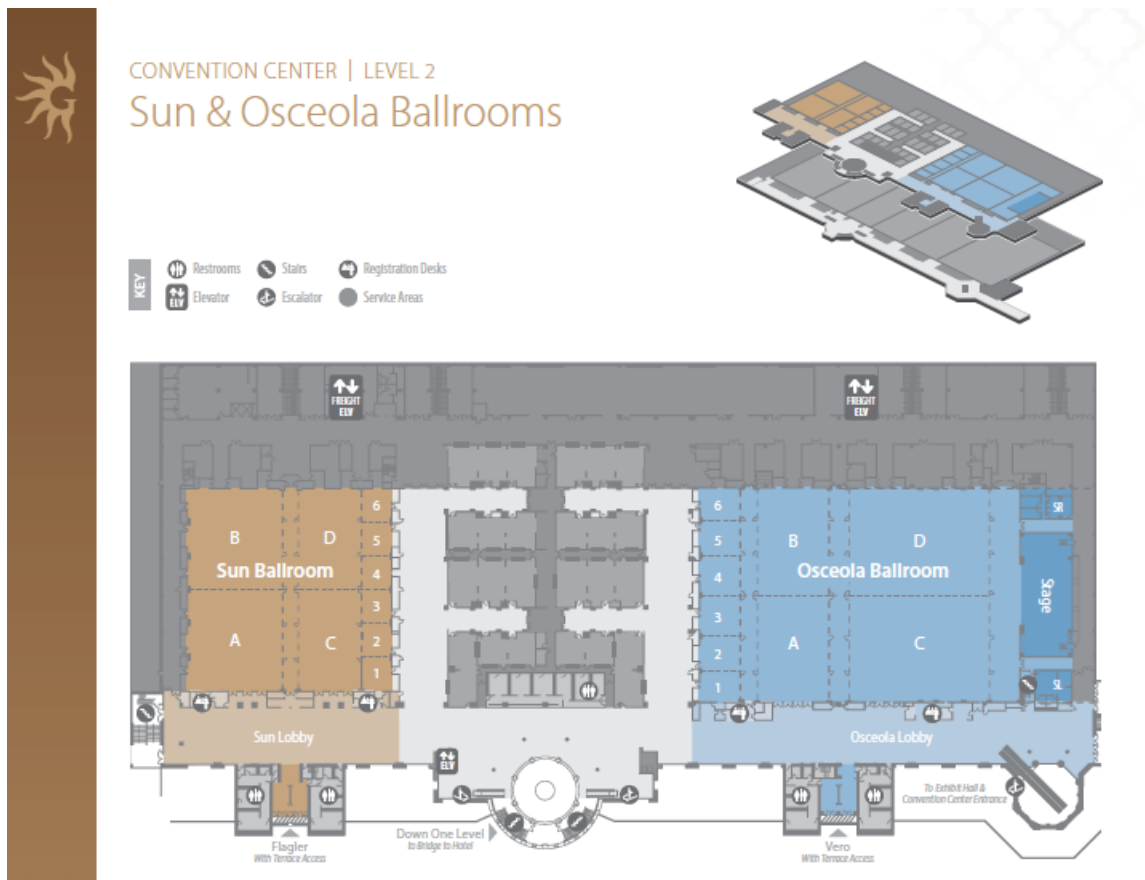 CONVENTION CENTER | LEVEL 2
Sun & Osceola Ballrooms
KEY
Restrooms
Stairs
Registration Desks
ELV
Elevator
Escalator
Service Areas
FREIGHT
ELV
FREIGHT
ELV
6
B
D
5
Sun Ballroom
4
3
A
C
2
1
6
B
D
5
Osceola Ballroom
4
3
A
C
2
1
SR
Stage
SL
Sun Lobby
Osceola Lobby
ELV
To Exhibit Hall &
Convention Center Entrance
Down One Level
to Bridge to Hotel
Flagler
With Terrace Access
Vero
With Terrace Access